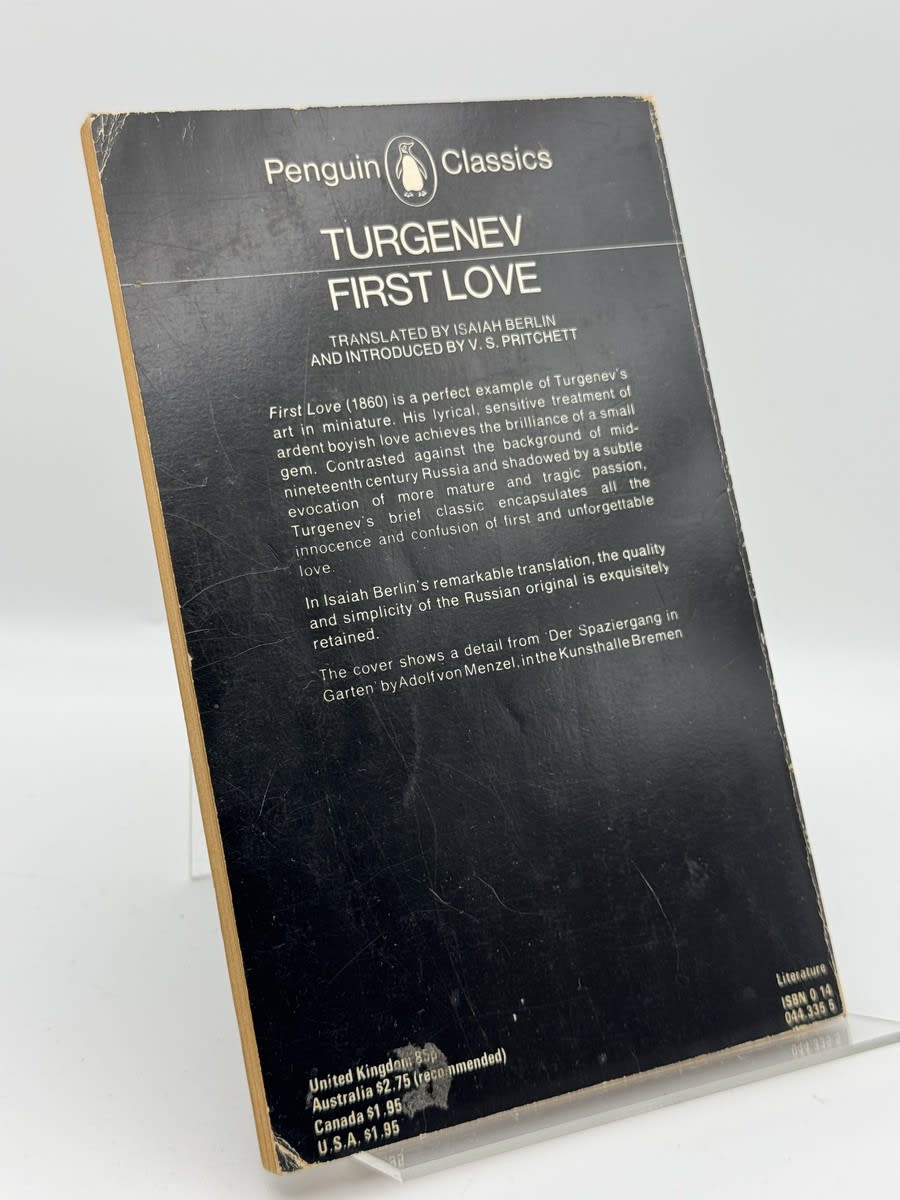 Penguin Classics
TURGENEV
FIRST LOVE
TRANSLATED BY ISAIAH BERLIN
AND INTRODUCED BY V. S. PRITCHETT
First Love (1860) is a perfect example of Turgenev's
art in miniature. His lyrical, sensitive treatment of
ardent boyish love achieves the brilliance of a small
gem. Contrasted against the background of mid-
nineteenth century Russia and shadowed by a subtle
evocation of more mature and tragic passion,
Turgenev's brief classic encapsulates all the
innocence and confusion of first and unforgettable
love.
In Isaiah Berlin's remarkable translation, the quality
and simplicity of the Russian original is exquisitely
retained.
The cover shows a detail from 'Der Spaziergang in
Garten' by Adolf von Menzel, in the Kunsthalle Bremen
Literature
ISBN 0 14
044.335 5
United Kingdom 85p
Australia $2.75 (recommended)
Canada $1.95
U.S.A. $1.95